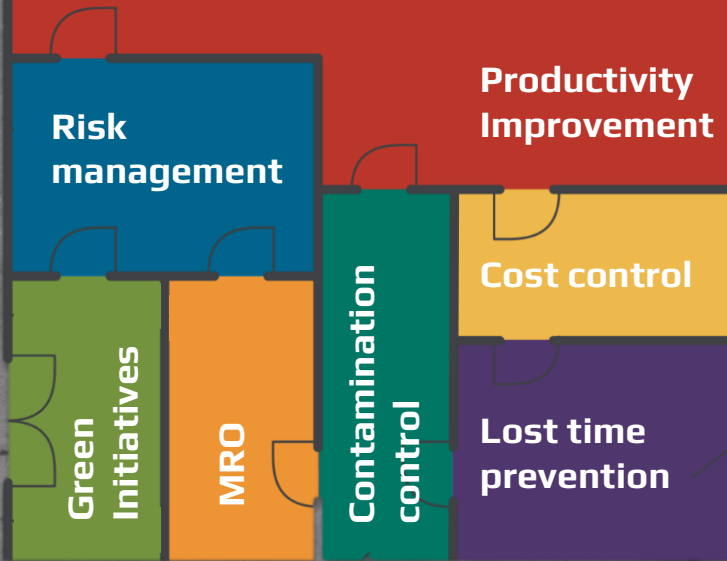 Productivity
Improvement
Risk
management
Cost control
Green
Initiatives
MRO
Contamination
control
Lost time
prevention